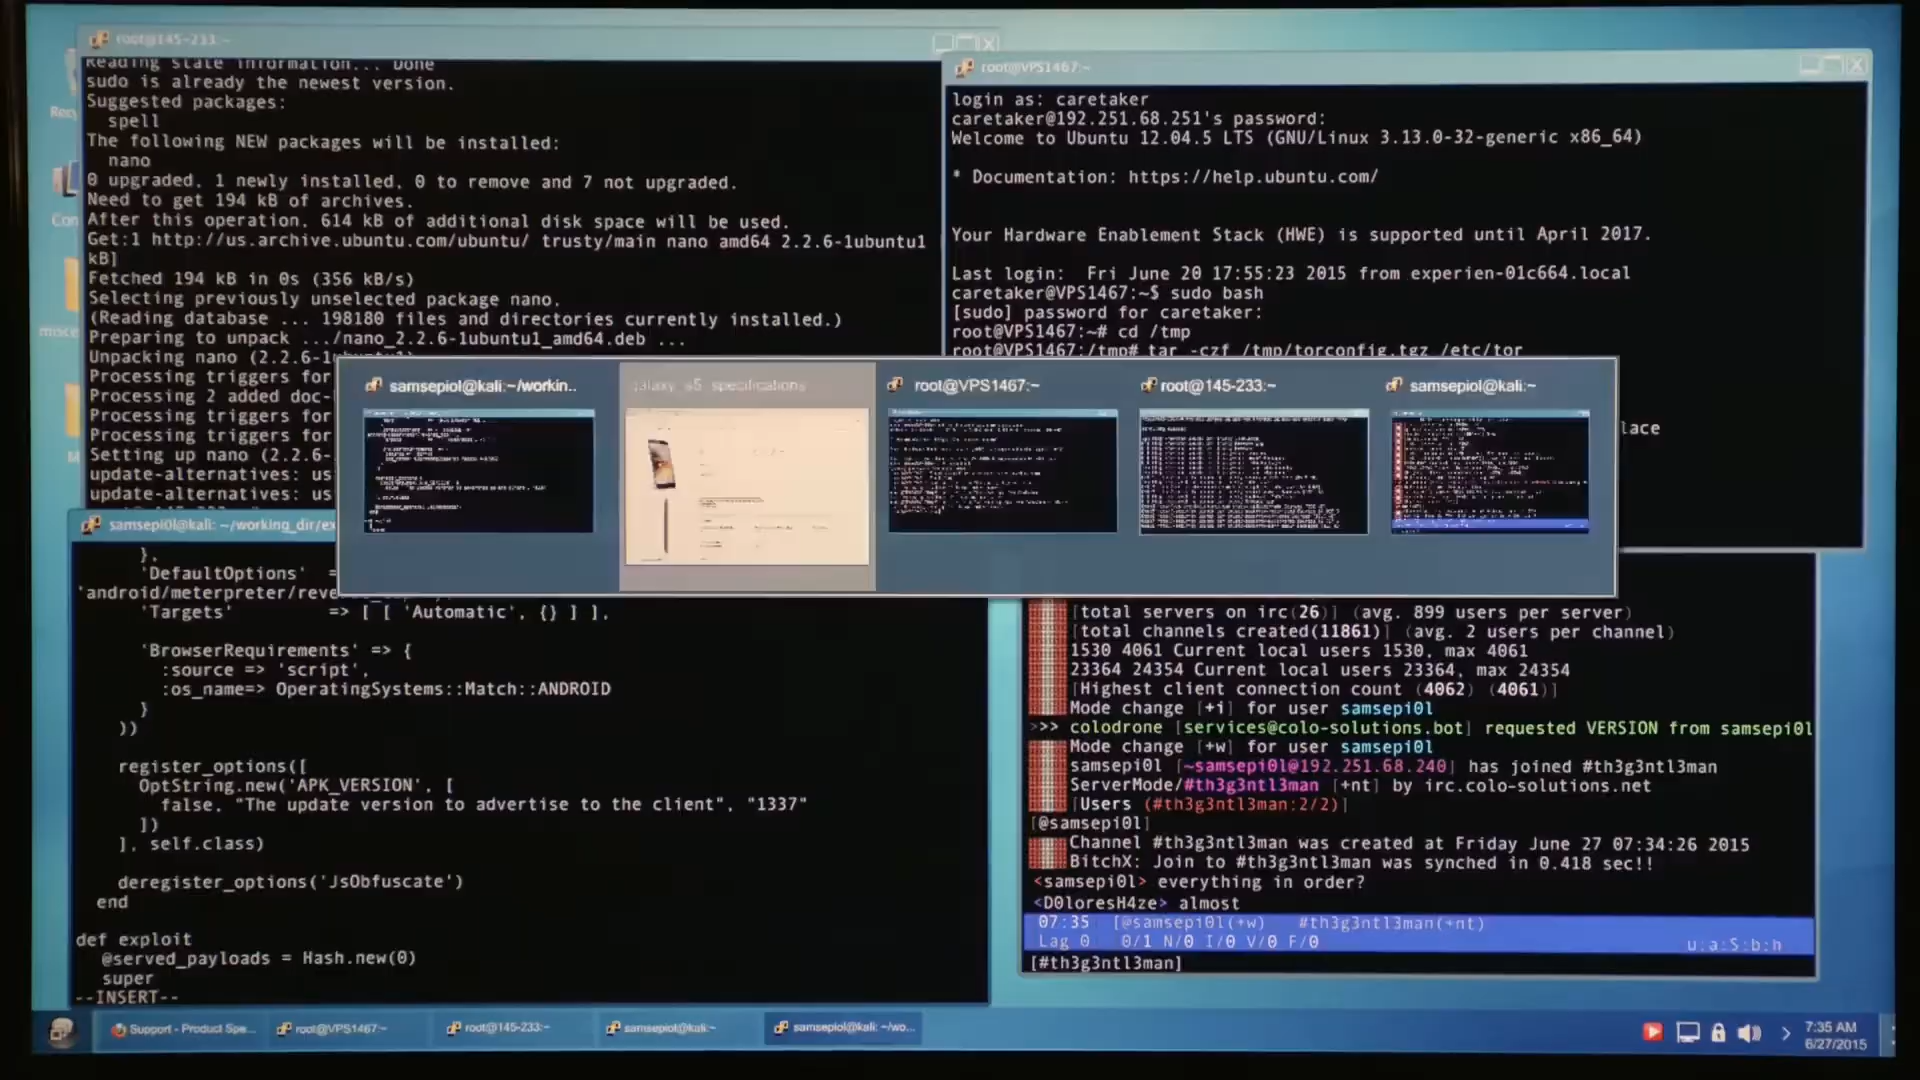 root@145-233:~
Reading state information... Done
sudo is already the newest version.
Suggested packages:
spell
The following NEW packages will be installed:
nano
0 upgraded, 1 newly installed, 0 to remove and 7 not upgraded.
Need to get 194 kB of archives.
After this operation, 614 kB of additional disk space will be used.
Get:1 http://us.archive.ubuntu.com/ubuntu/ trusty/main nano amd64 2.2.6-1ubuntu1
kB]
Fetched 194 kB in 0s (356 kB/s)
Selecting previously unselected package nano.
(Reading database ... 198180 files and directories currently installed.)
Preparing to unpack .../nano_2.2.6-1ubuntu1_amd64.deb ...
Unpacking nano (2.2.6-1ubuntu1)
Processing triggers for
Processing 2 added doc-
Processing triggers for
Processing triggers for
Setting up nano (2.2.6-
update-alternatives: us
update-alternatives: us
root@VPS1467:~
login as: caretaker
caretaker@192.251.68.251's password:
Welcome to Ubuntu 12.04.5 LTS (GNU/Linux 3.13.0-32-generic x86_64)
* Documentation: https://help.ubuntu.com/
Your Hardware Enablement Stack (HWE) is supported until April 2017.
Last login: Fri June 20 17:55:23 2015 from experien-01c664.local
caretaker@VPS1467:~$ sudo bash
[sudo] password for caretaker:
root@VPS1467:~# cd /tmp
root@VPS1467:/tmp# tar -czf /tmp/torconfig.tgz /etc/tor
lace
samsepiol@kali:~/workin..
galaxy s5 specifications
root@VPS1467:~
root@145-233:~
samsepiol@kali:~
samsepi0l@kali: ~/working_dir/ex
},
'DefaultOptions' =
'android/meterpreter/reve
'Targets' => [ [ 'Automatic', {} ] ],
'BrowserRequirements' => {
:source => 'script',
:os_name=> OperatingSystems::Match::ANDROID
}
))
register_options([
OptString.new('APK_VERSION', [
false, "The update version to advertise to the client", "1337"
])
], self.class)
deregister_options('JsObfuscate')
end
def exploit
@served_payloads = Hash.new(0)
super
--INSERT--
[total servers on irc(26)] (avg. 899 users per server)
[total channels created(11861)] (avg. 2 users per channel)
1530 4061 Current local users 1530, max 4061
23364 24354 Current local users 23364, max 24354
[Highest client connection count (4062) (4061)]
Mode change [+i] for user samsepi0l
>>> colodrone [services@colo-solutions.bot] requested VERSION from samsepi0l
Mode change [+w] for user samsepi0l
samsepi0l [~samsepi0l@192.251.68.240] has joined #th3g3ntl3man
ServerMode/#th3g3ntl3man [+nt] by irc.colo-solutions.net
[Users (#th3g3ntl3man:2/2)]
[@samsepi0l]
Channel #th3g3ntl3man was created at Friday June 27 07:34:26 2015
BitchX: Join to #th3g3ntl3man was synched in 0.418 sec!!
<samsepi0l> everything in order?
<D0loresH4ze> almost
07:35 [@samsepi0l(+w) #th3g3ntl3man(+nt)
Lag 0 0/1 N/0 I/0 V/0 F/0 u:a:S:b:h
[#th3g3ntl3man]
Support - Product Spe...
root@VPS1467:~
root@145-233:~
samsepiol@kali:~
samsepiol@kali: ~/wo...
7:35 AM
6/27/2015